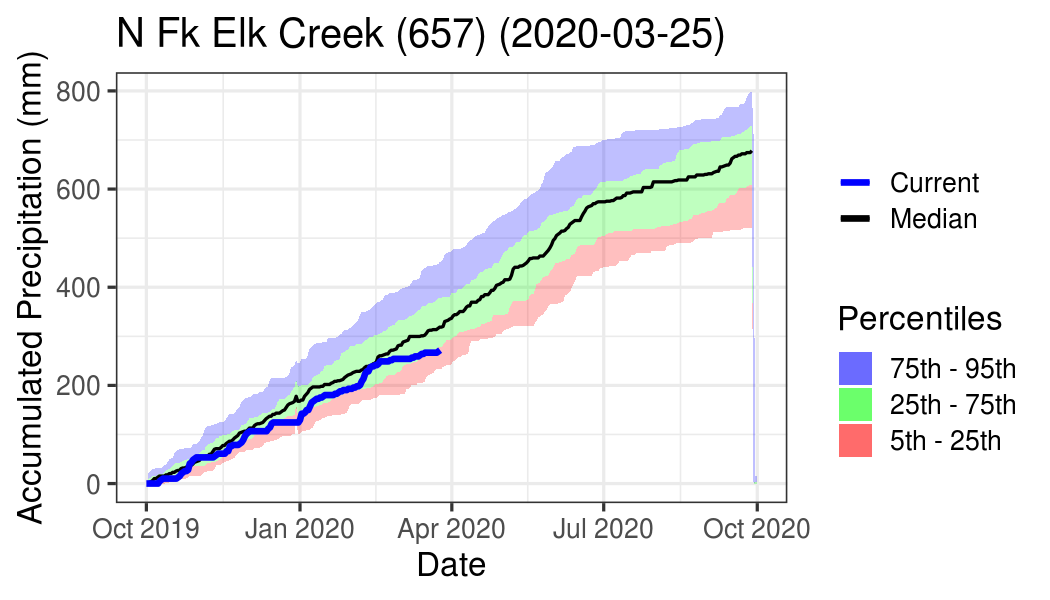 N Fk Elk Creek (657) (2020-03-25)
Accumulated Precipitation (mm)
800
600
400
200
0
Oct 2019
Jan 2020
Apr 2020
Jul 2020
Oct 2020
Date
Current
Median
Percentiles
75th - 95th
25th - 75th
5th - 25th